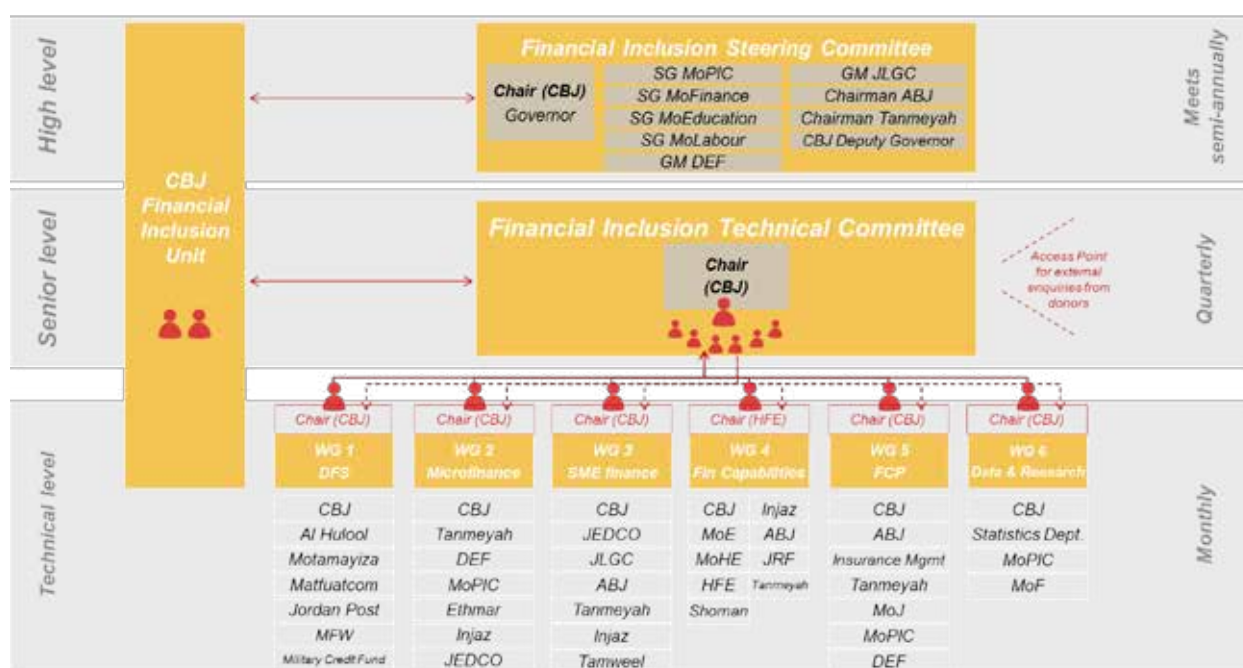 High level
Senior level
Technical level
CBJ
Financial
Inclusion
Unit
Financial Inclusion Steering Committee
Chair (CBJ)
Governor
SG MoPIC
SG MoFinance
SG MoEducation
SG MoLabour
GM DEF
GM JLGC
Chairman ABJ
Chairman Tanmeyah
CBJ Deputy Governor
Meets
semi-annually
Financial Inclusion Technical Committee
Chair
(CBJ)
Access Point
for external
enquiries from
donors
Quarterly
Chair (CBJ)
WG 1
DFS
CBJ
Al Hulool
Motamayiza
Matfuatcom
Jordan Post
MFW
Military Credit Fund
Chair (CBJ)
WG 2
Microfinance
CBJ
Tanmeyah
DEF
MoPIC
Ethmar
Injaz
JEDCO
Chair (CBJ)
WG 3
SME finance
CBJ
JEDCO
JLGC
ABJ
Tanmeyah
Injaz
Tamweel
Chair (HFE)
WG 4
Fin Capabilities
CBJ
MoE
MoHE
HFE
Shoman
Injaz
ABJ
JRF
Tanmeyah
Chair (CBJ)
WG 5
FCP
CBJ
ABJ
Insurance Mgmt
Tanmeyah
MoJ
MoPIC
DEF
Chair (CBJ)
WG 6
Data & Research
CBJ
Statistics Dept.
MoPIC
MoF
Monthly